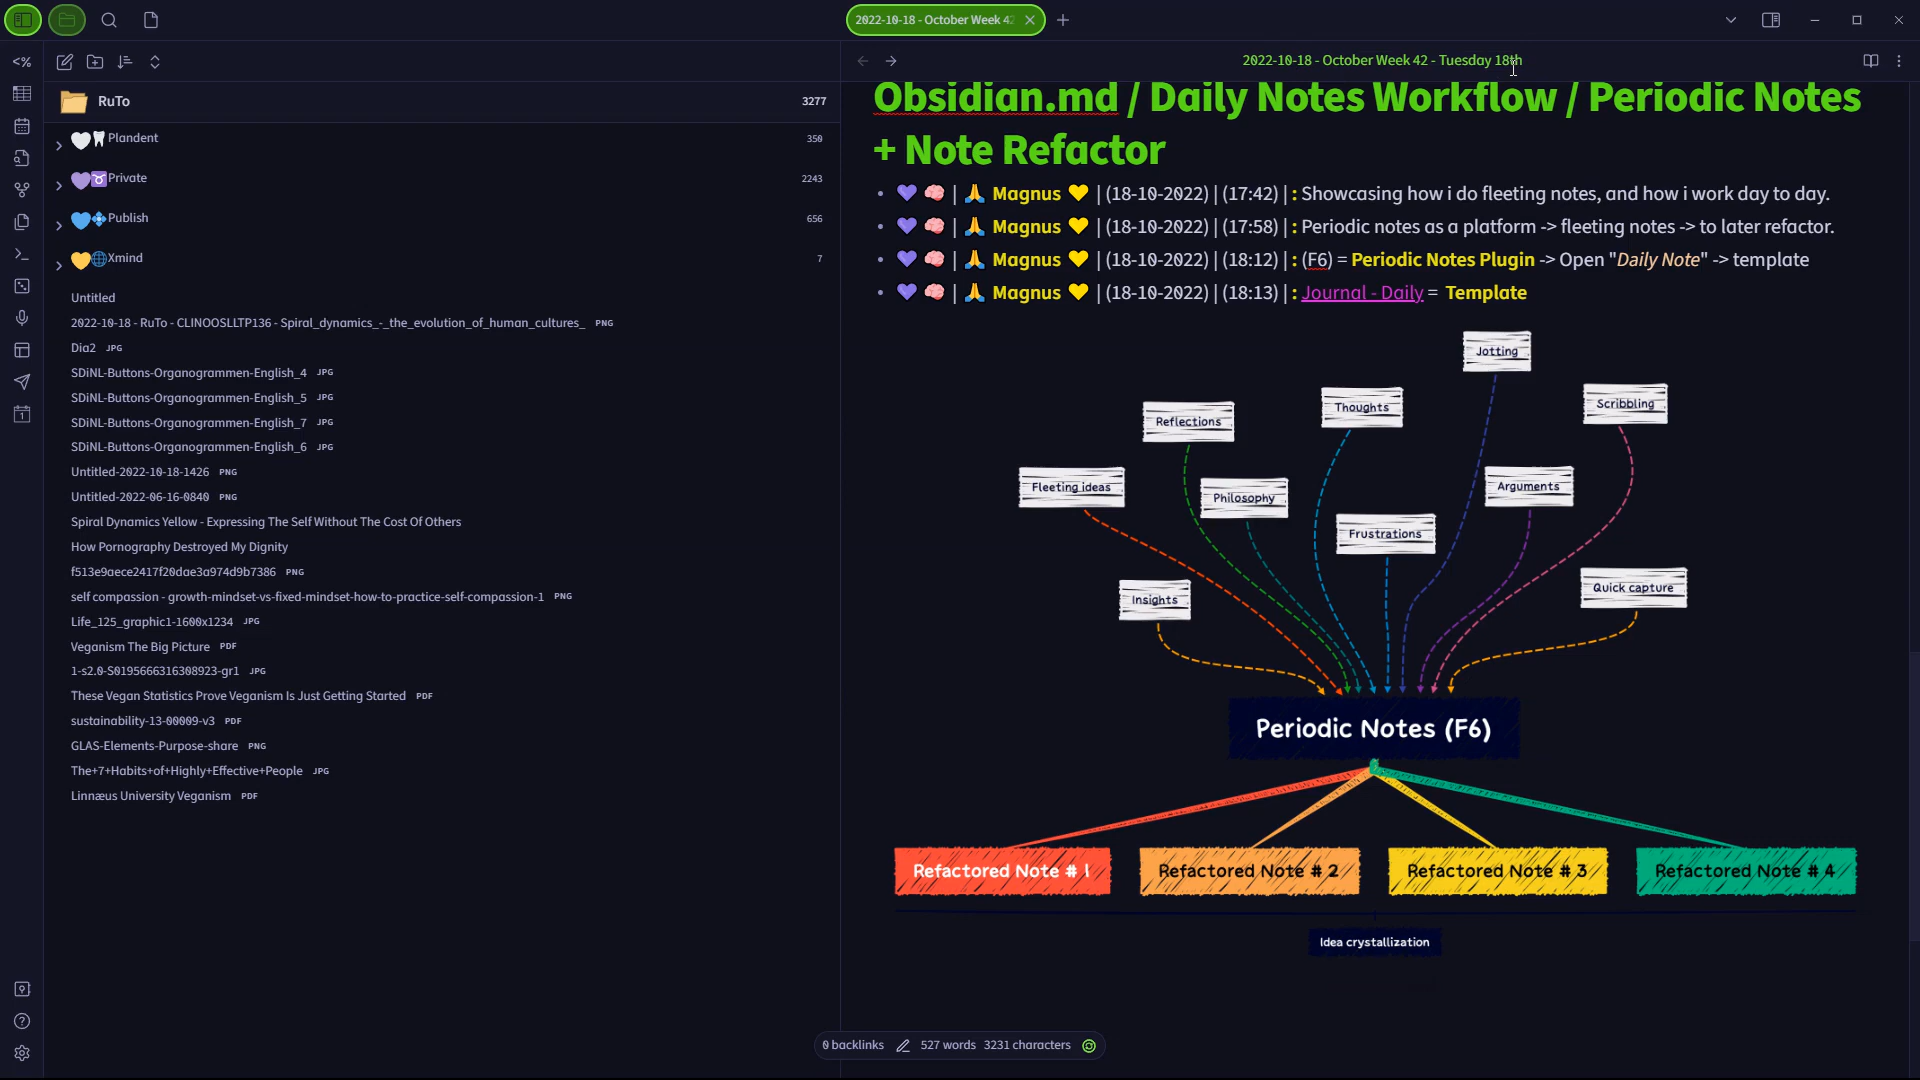 2022-10-18 - October Week 42
<%
2022-10-18 - October Week 42 - Tuesday 18th
RuTo 3277
Plandent 350
Private 2243
Publish 656
Xmind 7
Untitled
2022-10-18 - RuTo - CLINOOSLLTP136 - Spiral_dynamics_-_the_evolution_of_human_cultures_ PNG
Dia2 JPG
SDiNL-Buttons-Organogrammen-English_4 JPG
SDiNL-Buttons-Organogrammen-English_5 JPG
SDiNL-Buttons-Organogrammen-English_7 JPG
SDiNL-Buttons-Organogrammen-English_6 JPG
Untitled-2022-10-18-1426 PNG
Untitled-2022-06-16-0840 PNG
Spiral Dynamics Yellow - Expressing The Self Without The Cost Of Others
How Pornography Destroyed My Dignity
f513e9aece2417f20dae3a974d9b7386 PNG
self compassion - growth-mindset-vs-fixed-mindset-how-to-practice-self-compassion-1 PNG
Life_125_graphic1-1600x1234 JPG
Veganism The Big Picture PDF
1-s2.0-S0195666316308923-gr1 JPG
These Vegan Statistics Prove Veganism Is Just Getting Started PDF
sustainability-13-00009-v3 PDF
GLAS-Elements-Purpose-share PNG
The+7+Habits+of+Highly+Effective+People JPG
Linnæus University Veganism PDF
Obsidian.md / Daily Notes Workflow / Periodic Notes
+ Note Refactor
• 💜 🧠 | 🙏 Magnus 💛 | (18-10-2022) | (17:42) | : Showcasing how i do fleeting notes, and how i work day to day.
• 💜 🧠 | 🙏 Magnus 💛 | (18-10-2022) | (17:58) | : Periodic notes as a platform -> fleeting notes -> to later refactor.
• 💜 🧠 | 🙏 Magnus 💛 | (18-10-2022) | (18:12) | : (F6) = Periodic Notes Plugin -> Open "Daily Note" -> template
• 💜 🧠 | 🙏 Magnus 💛 | (18-10-2022) | (18:13) | : Journal - Daily = Template
Jotting
Scribbling
Thoughts
Reflections
Arguments
Fleeting ideas
Philosophy
Frustrations
Quick capture
Insights
Periodic Notes (F6)
Refactored Note # 1
Refactored Note # 2
Refactored Note # 3
Refactored Note # 4
Idea crystallization
0 backlinks 527 words 3231 characters